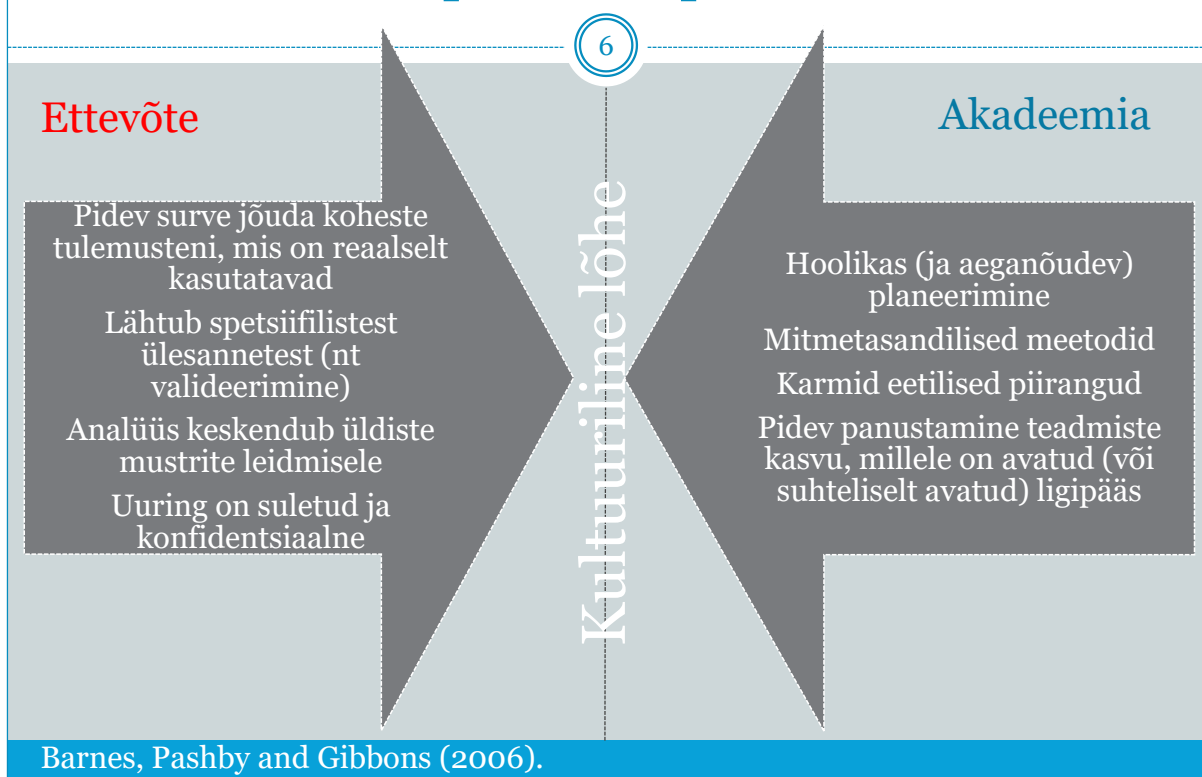 6
Ettevõte
Pidev surve jõuda koheste
tulemusteni, mis on reaalselt
kasutatavad
Lähtub spetsiifilistest
ülesannetest (nt
valideerimine)
Analüüs keskendub üldiste
mustrite leidmisele
Uuring on suletud ja
konfidentsiaalne
Kultuuriline lõhe
Akadeemia
Hoolikas (ja aeganõudev)
planeerimine
Mitmetasandilised meetodid
Karmid eetilised piirangud
Pidev panustamine teadmiste
kasvu, millele on avatud (või
suhteliselt avatud) ligipääs
Barnes, Pashby and Gibbons (2006).